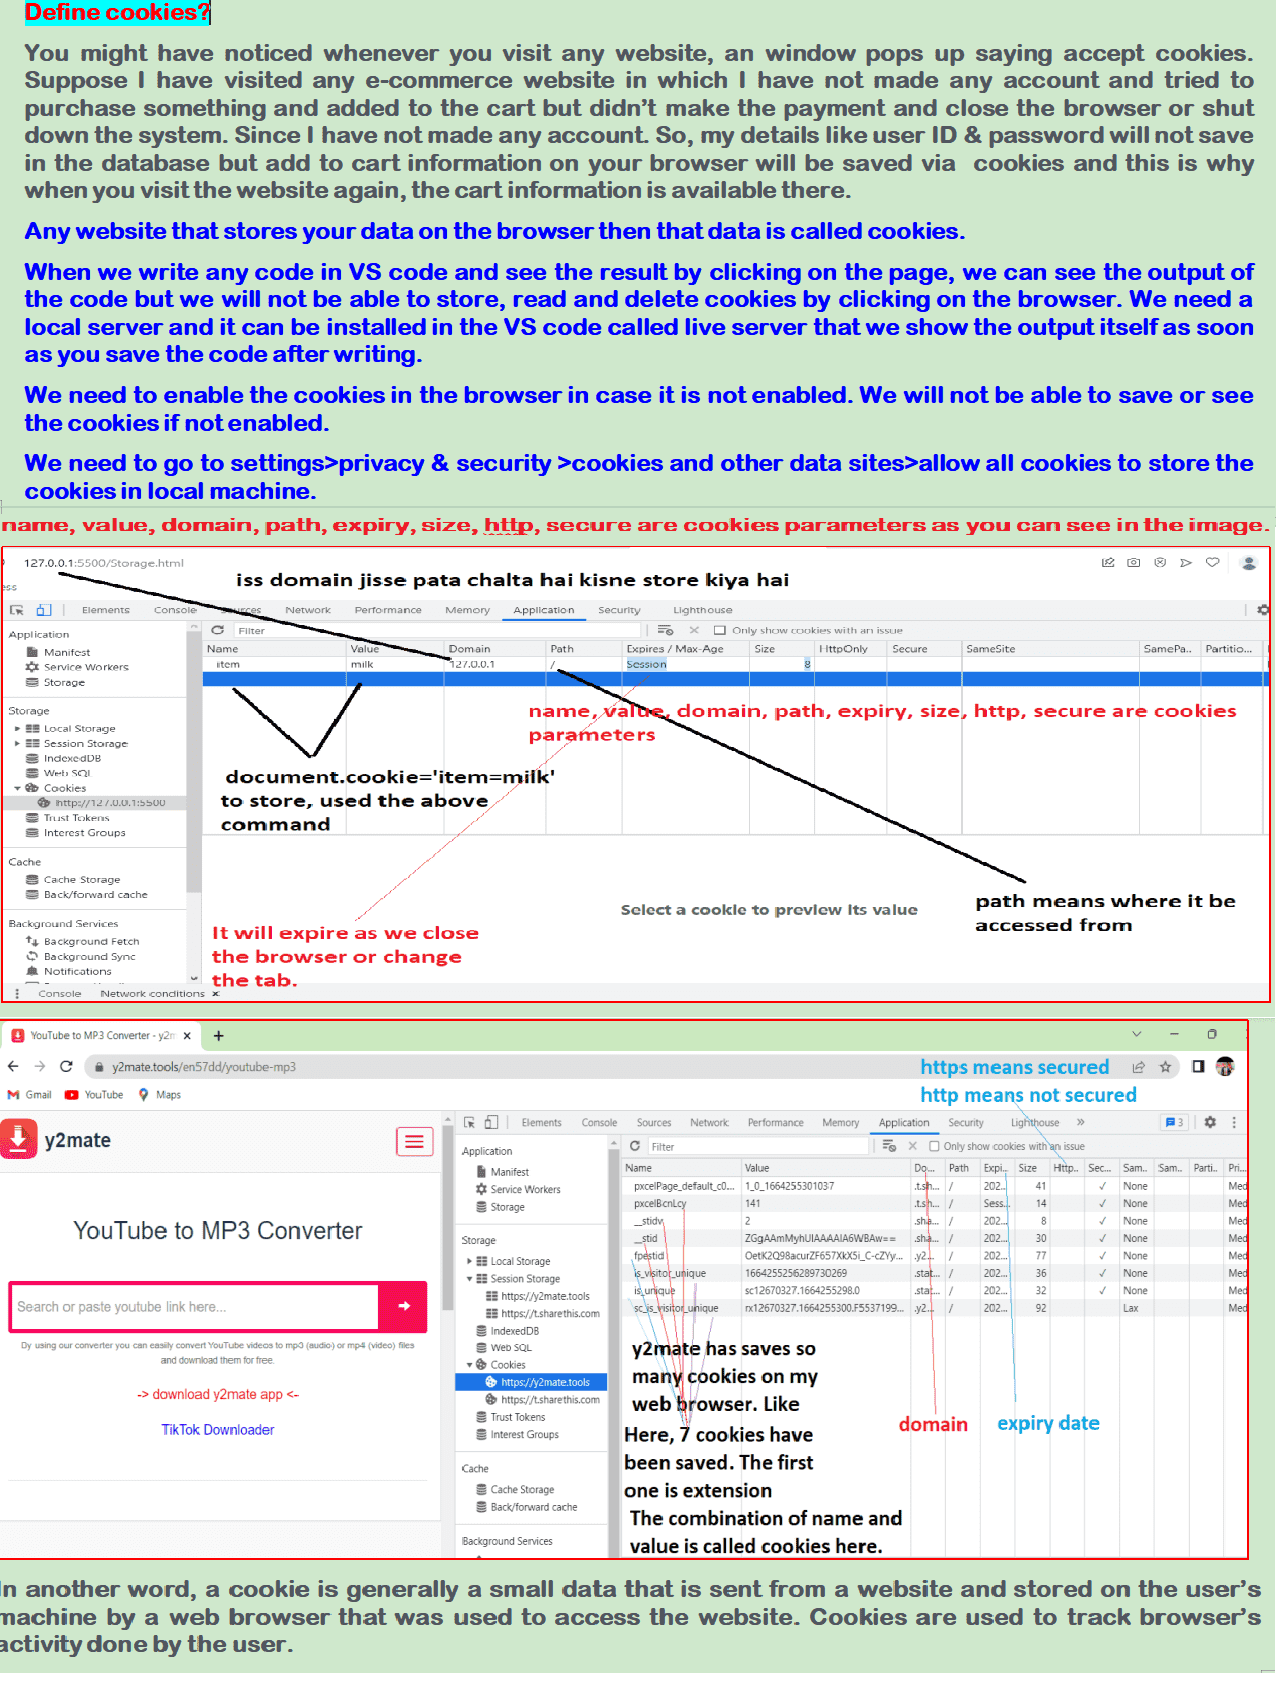 Define cookies?
You might have noticed whenever you visit any website, an window pops up saying accept cookies.
Suppose I have visited any e-commerce website in which I have not made any account and tried to
purchase something and added to the cart but didn't make the payment and close the browser or shut
down the system. Since I have not made any account. So, my details like user ID & password will not save
in the database but add to cart information on your browser will be saved via cookies and this is why
when you visit the website again, the cart information is available there.
Any website that stores your data on the browser then that data is called cookies.
When we write any code in VS code and see the result by clicking on the page, we can see the output of
the code but we will not be able to store, read and delete cookies by clicking on the browser. We need a
local server and it can be installed in the VS code called live server that we show the output itself as soon
as you save the code after writing.
We need to enable the cookies in the browser in case it is not enabled. We will not be able to save or see
the cookies if not enabled.
We need to go to settings>privacy & security >cookies and other data sites>allow all cookies to store the
cookies in local machine.
name, value, domain, path, expiry, size, http, secure are cookies parameters as you can see in the image.
127.0.0.1:5500/Storage.html
iss domain jisse pata chalta hai kisne store kiya hai
ess
Elements Console Sources Network Performance Memory Application Security Lighthouse
Application
Filter
Only show cookies with an issue
Name Value Domain Path Expires / Max-Age Size HttpOnly Secure SameSite SamePa.. Partitio...
item milk 127.0.0.1 / Session 8
Manifest
Service Workers
Storage
Storage
Local Storage
Session Storage
IndexedDB
Web SQL
Cookies
http://127.0.0.1:5500
Trust Tokens
Interest Groups
Cache
Cache Storage
Back/forward cache
Background Services
Background Fetch
Background Sync
Notifications
name, value, domain, path, expiry, size, http, secure are cookies
parameters
document.cookie='item=milk'
to store, used the above
command
Select a cookie to preview its value
path means where it be
accessed from
It will expire as we close
the browser or change
the tab.
Console Network conditions
YouTube to MP3 Converter - y2m
y2mate.tools/en57dd/youtube-mp3
https means secured
http means not secured
Gmail YouTube Maps
y2mate
YouTube to MP3 Converter
Search or paste youtube link here...
By using our converter you can easily convert YouTube videos to mp3 (audio) or mp4 (video) files
and download them for free.
-> download y2mate app <-
TikTok Downloader
Elements Console Sources Network Performance Memory Application Security Lighthouse » 3
Application
Manifest
Service Workers
Storage
Storage
Local Storage
Session Storage
https://y2mate.tools
https://t.sharethis.com
IndexedDB
Web SQL
Cookies
https://y2mate.tools
https://t.sharethis.com
Trust Tokens
Interest Groups
Cache
Cache Storage
Back/forward cache
Background Services
Filter
Only show cookies with an issue
Name Value Do... Path Expi.. Size Http.. Sec... Sam.. Sam.. Parti.. Pri...
pxcelPage_default_c0... 1_0_1664255301037 .t.sh... / 202... 41 ✓ None Med
pxcelBcnLcy 141 .t.sh... / Sess... 14 ✓ None Med
__stidv 2 .sha... / 202... 8 ✓ None Med
__stid ZGgAAmMyhUIAAAAIA6WBAw== .sha... / 202... 30 ✓ None Med
fpestid OetK2Q98acurZF657XkX5i_C-cZYy... .y2... / 202... 77 ✓ None Med
is_visitor_unique 1664255256289730269 .stat... / 202... 36 ✓ None Med
is_unique sc12670327.1664255298.0 .stat... / 202... 32 ✓ None Med
sc_is_visitor_unique rx12670327.1664255300.F5537199... .y2... / 202... 92 Lax Med
y2mate has saves so
many cookies on my
web browser. Like
Here, 7 cookies have
been saved. The first
one is extension
The combination of name and
value is called cookies here.
domain
expiry date
In another word, a cookie is generally a small data that is sent from a website and stored on the user's
machine by a web browser that was used to access the website. Cookies are used to track browser's
activity done by the user.